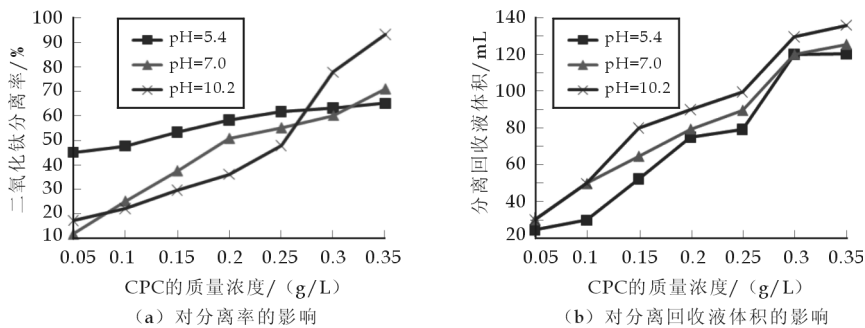 二氧化钛分离率/%
100
90
80
70
60
50
40
30
20
10
pH=5.4
pH=7.0
pH=10.2
0.05 0.1 0.15 0.2 0.25 0.3 0.35
CPC的质量浓度/（g/L）
（a）对分离率的影响
分离回收液体积/mL
140
120
100
80
60
40
20
pH=5.4
pH=7.0
pH=10.2
0.05 0.1 0.15 0.2 0.25 0.3 0.35
CPC的质量浓度/（g/L）
（b）对分离回收液体积的影响